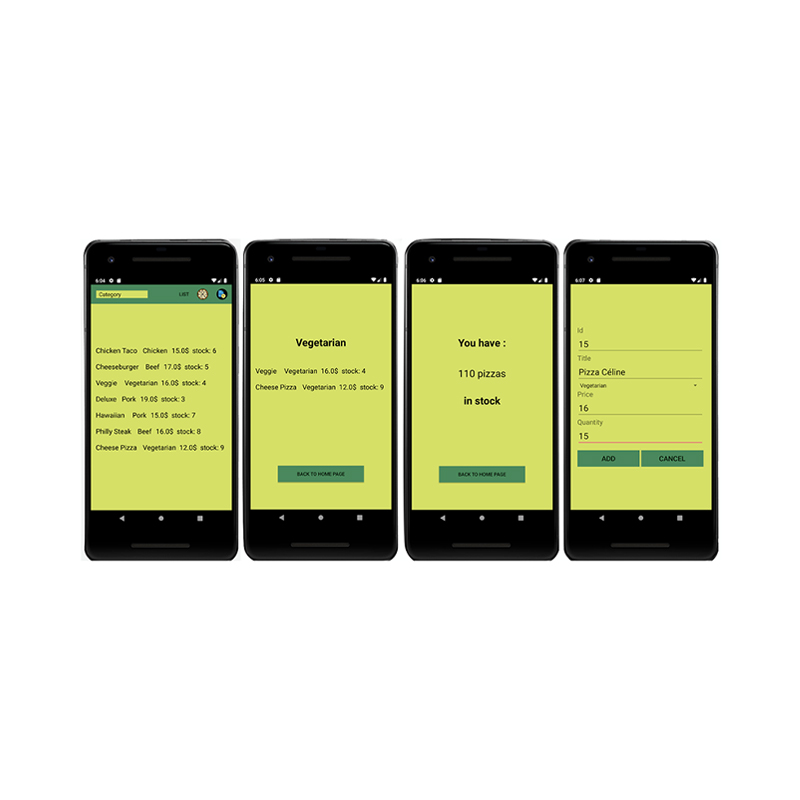 6:04
Category LIST
Chicken Taco Chicken 15.0$ stock: 6
Cheeseburger Beef 17.0$ stock: 5
Veggie Vegetarian 16.0$ stock: 4
Deluxe Pork 19.0$ stock: 3
Hawaiian Pork 15.0$ stock: 7
Philly Steak Beef 16.0$ stock: 8
Cheese Pizza Vegetarian 12.0$ stock: 9
6:05
Vegetarian
Veggie Vegetarian 16.0$ stock: 4
Cheese Pizza Vegetarian 12.0$ stock: 9
BACK TO HOME PAGE
6:06
You have :
110 pizzas
in stock
BACK TO HOME PAGE
6:07
Id
15
Title
Pizza Céline
Vegetarian
Price
16
Quantity
15
ADD CANCEL